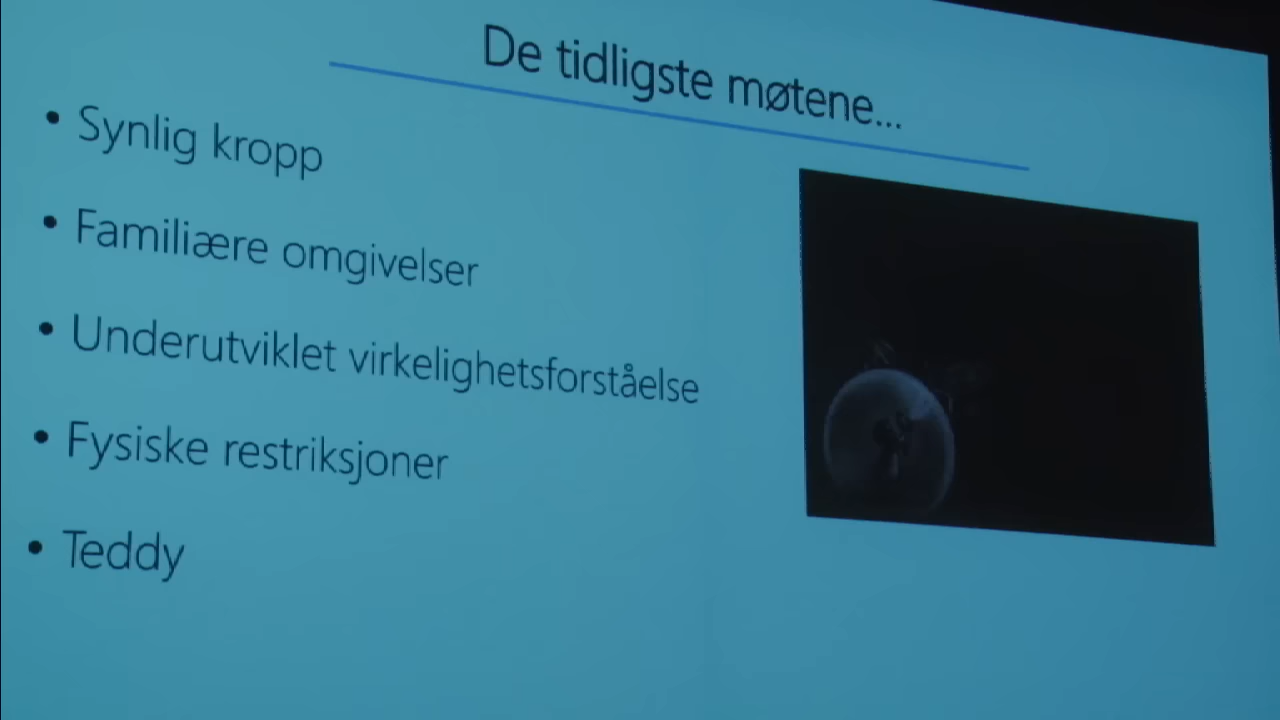 De tidligste møtene...
• Synlig kropp
• Familiære omgivelser
• Underutviklet virkelighetsforståelse
• Fysiske restriksjoner
• Teddy